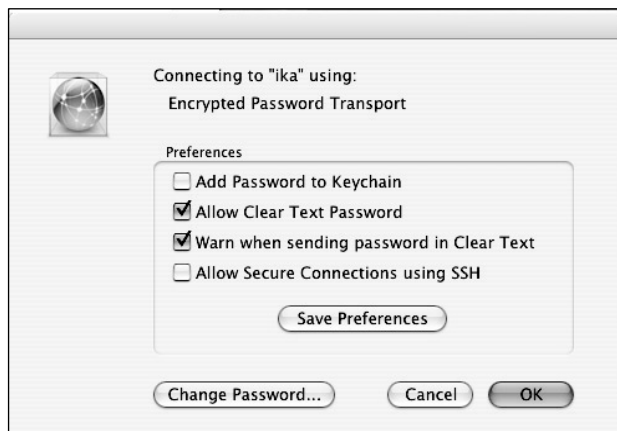 Connecting to "ika" using:
Encrypted Password Transport
Preferences
Add Password to Keychain
Allow Clear Text Password
Warn when sending password in Clear Text
Allow Secure Connections using SSH
Save Preferences
Change Password...
Cancel
OK